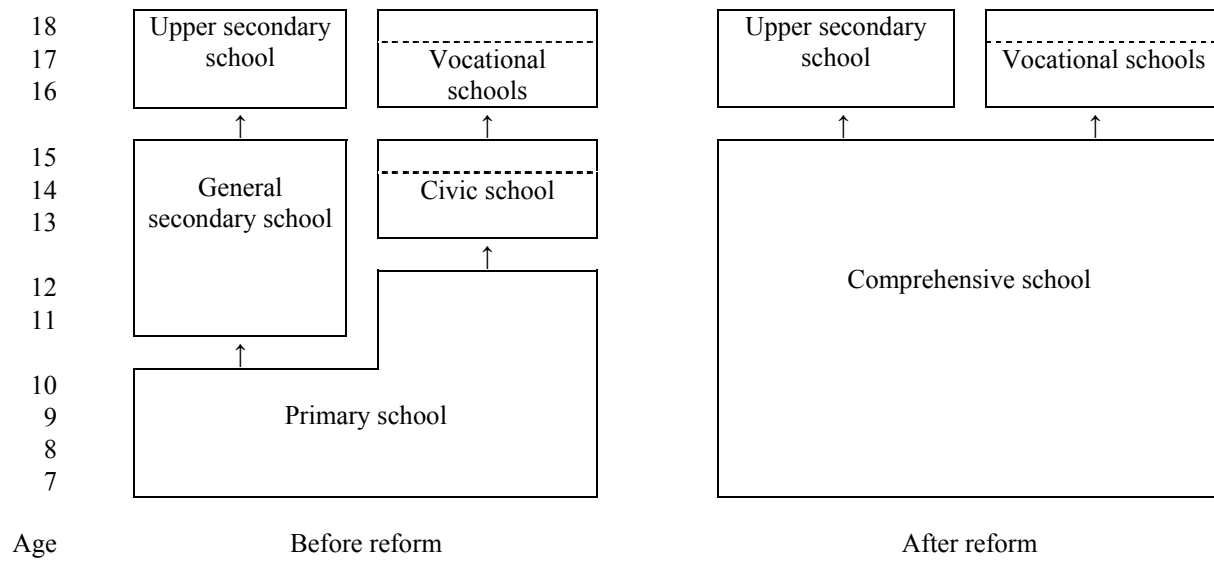 18
17
16
15
14
13
12
11
10
9
8
7
Age
Upper secondary
school
Vocational
schools
↑
↑
General
secondary school
Civic school
↑
↑
Primary school
Before reform
Upper secondary
school
Vocational schools
↑
↑
Comprehensive school
After reform